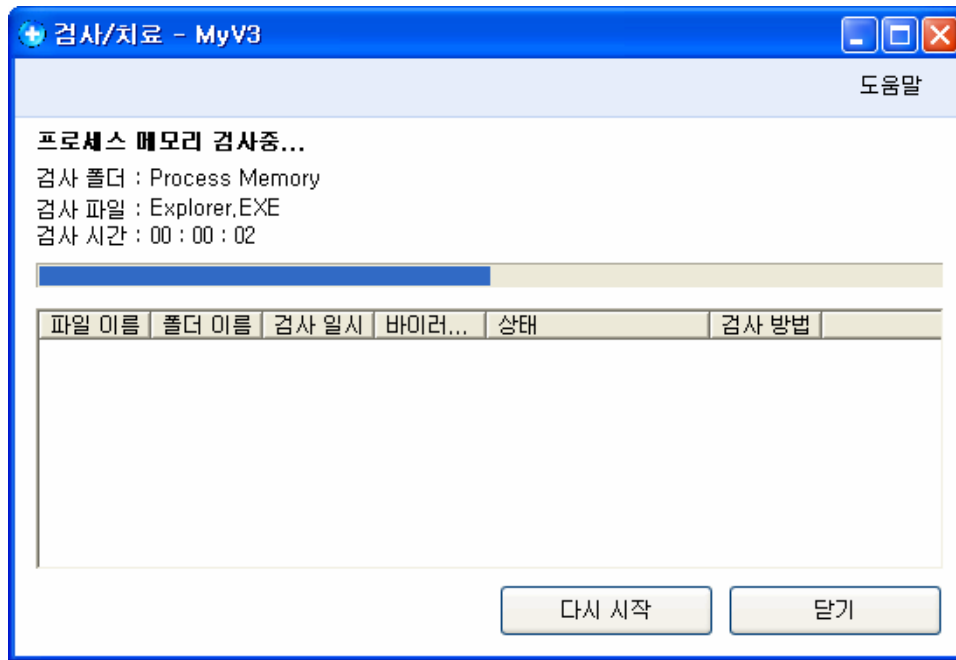 검사/치료 - MyV3
도움말
프로세스 메모리 검사중...
검사 폴더 : Process Memory
검사 파일 : Explorer.EXE
검사 시간 : 00 : 00 : 02
파일 이름 폴더 이름 검사 일시 바이러... 상태 검사 방법
다시 시작 닫기